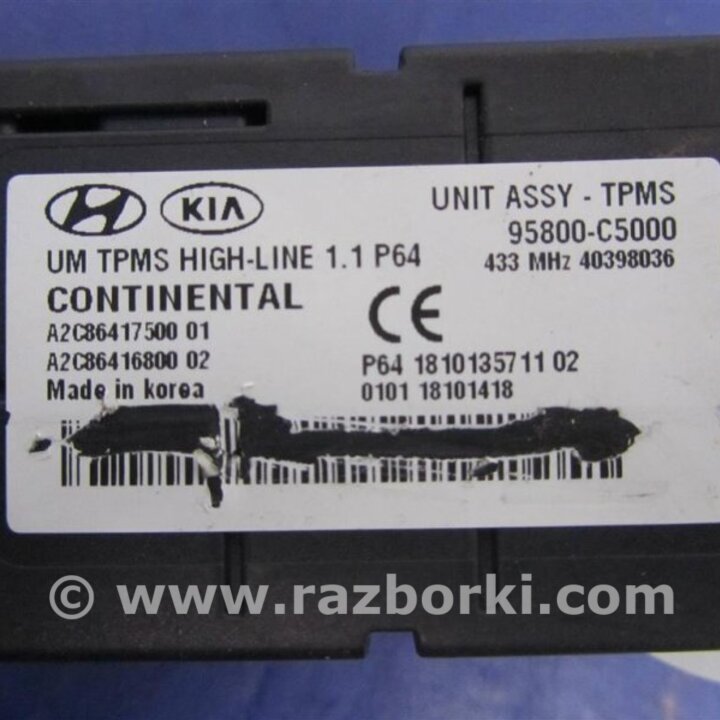 KIA
UNIT ASSY - TPMS
95800-C5000
UM TPMS HIGH-LINE 1.1 P64
433 MHz 40398036
CONTINENTAL
CE
A2C86417500 01
A2C86416800 02
P64 1810135711 02
Made in korea
0101 18101418
© www.razborki.com